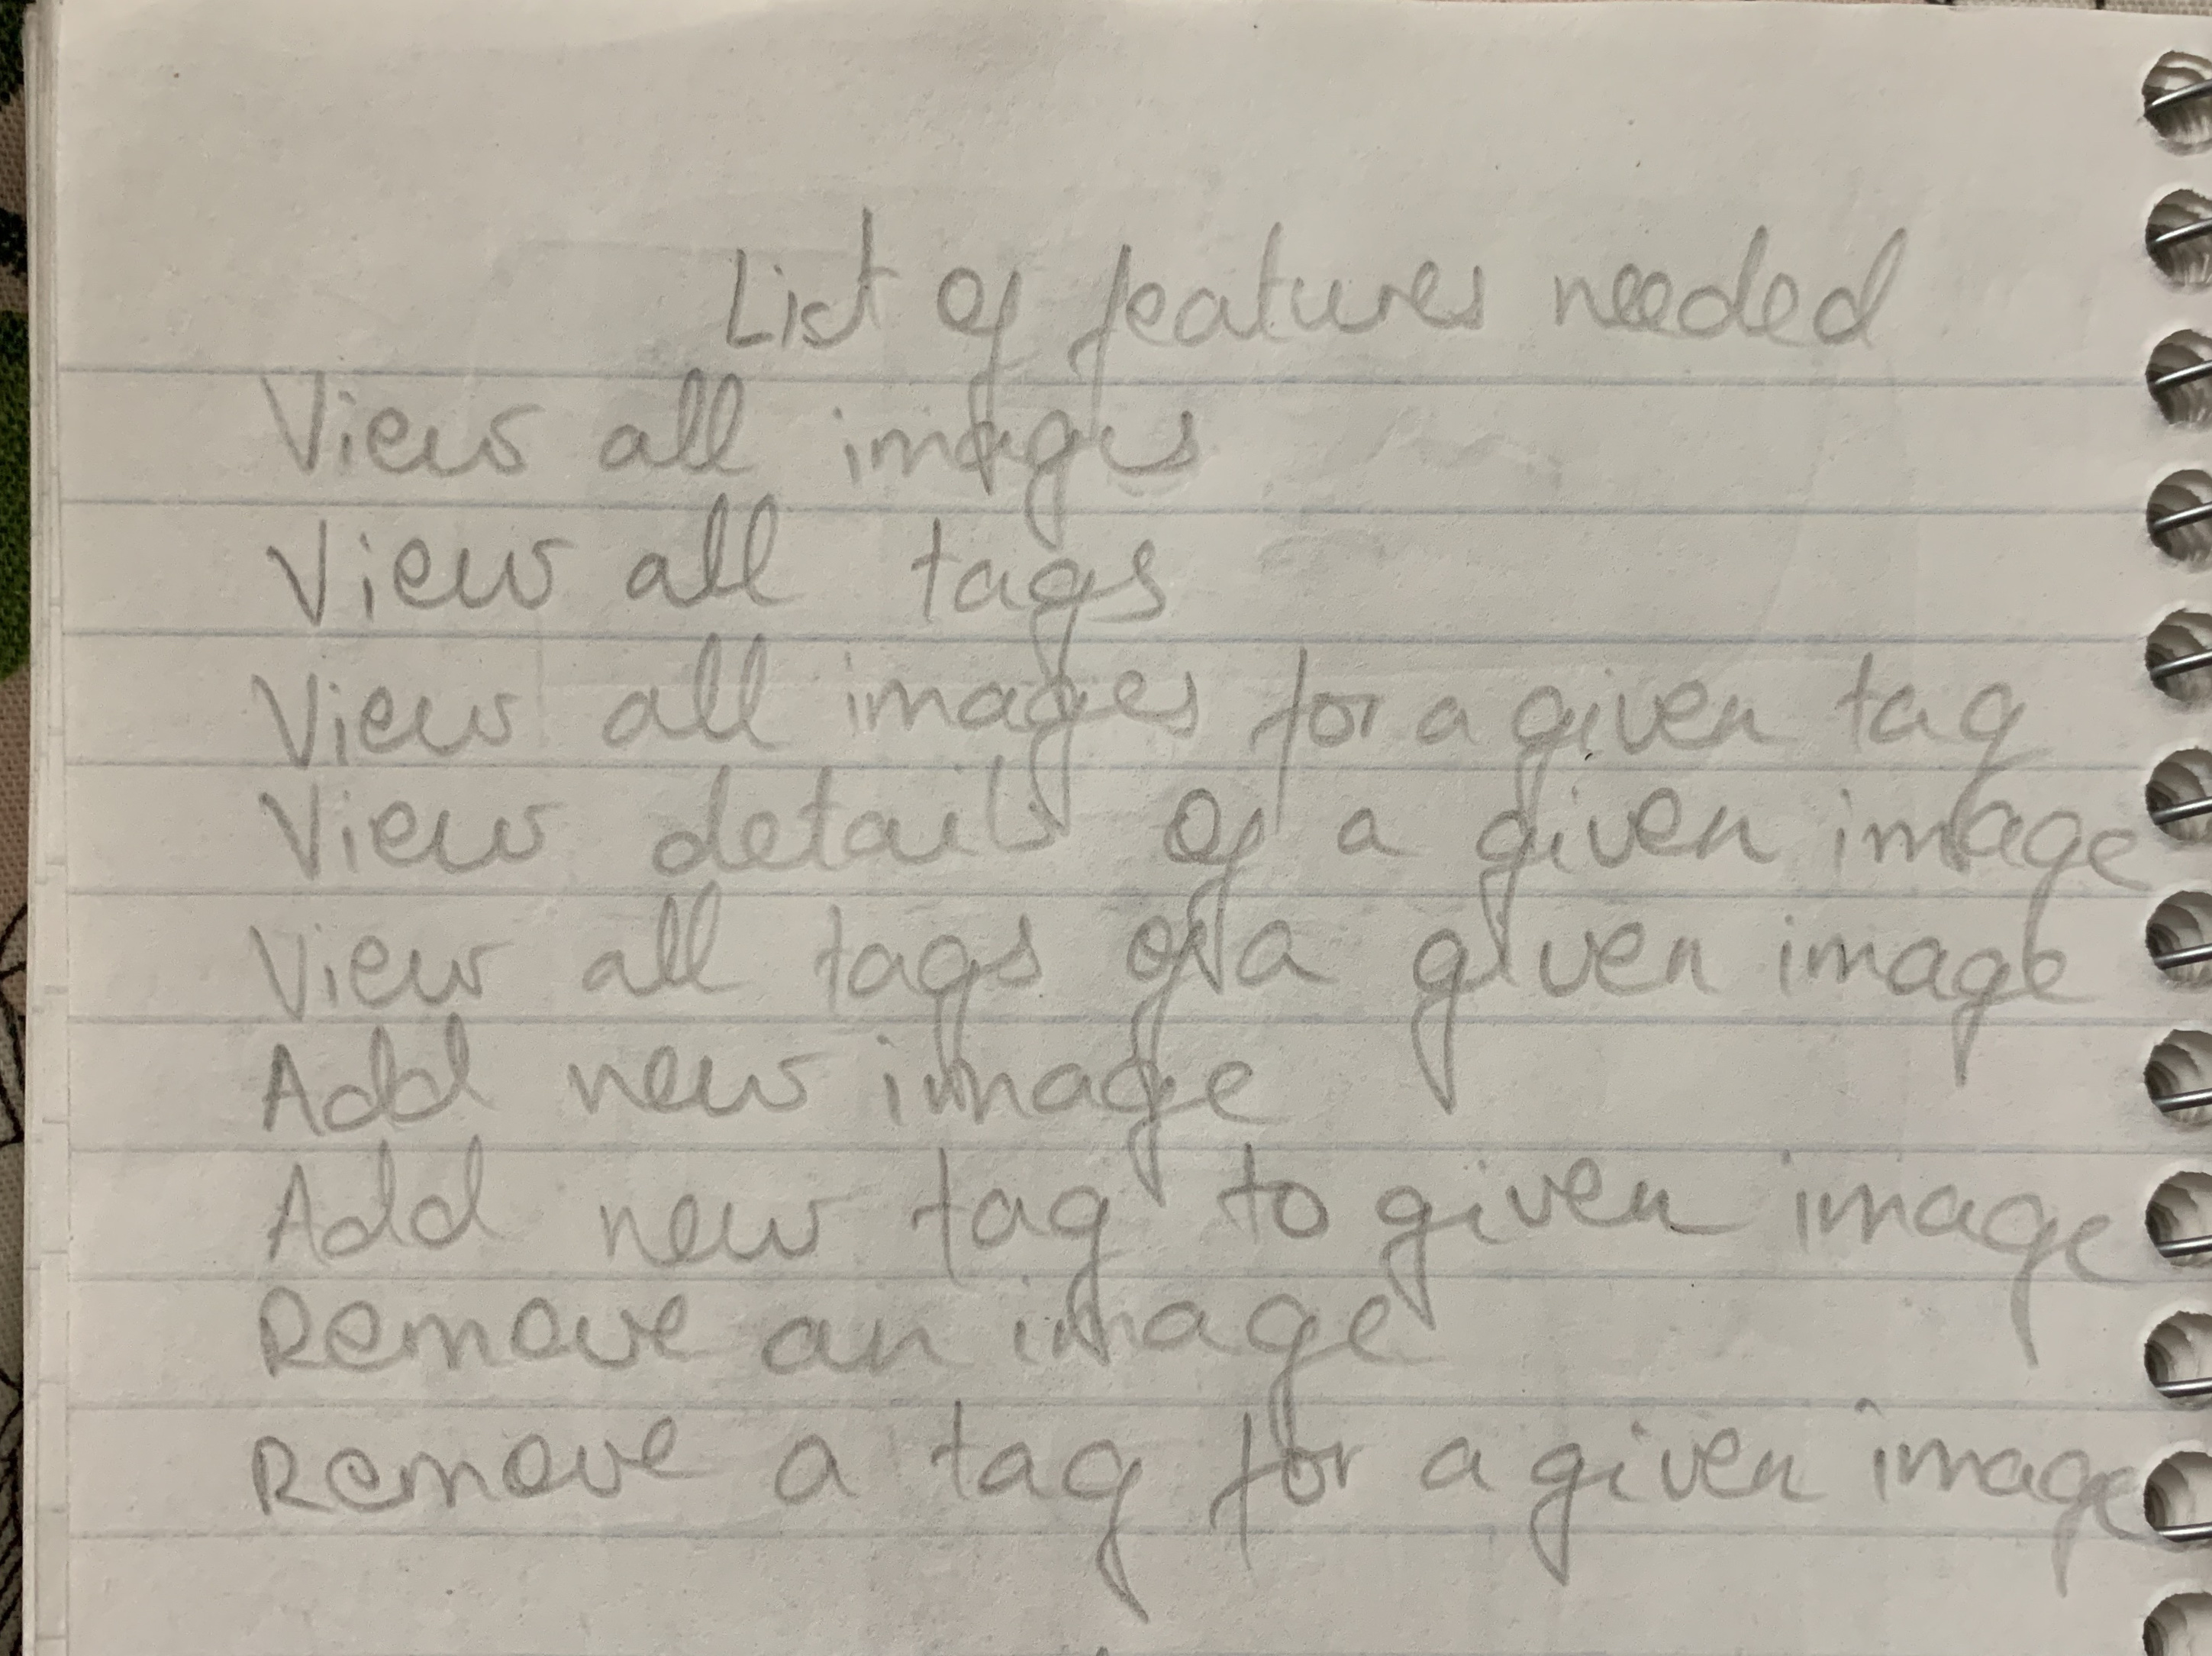 List of features needed
View all images
View all tags
View all images for a given tag
View details of a given image
View all tags of a given image
Add new image
Add new tag to given image
Remove an image
Remove a tag for a given image